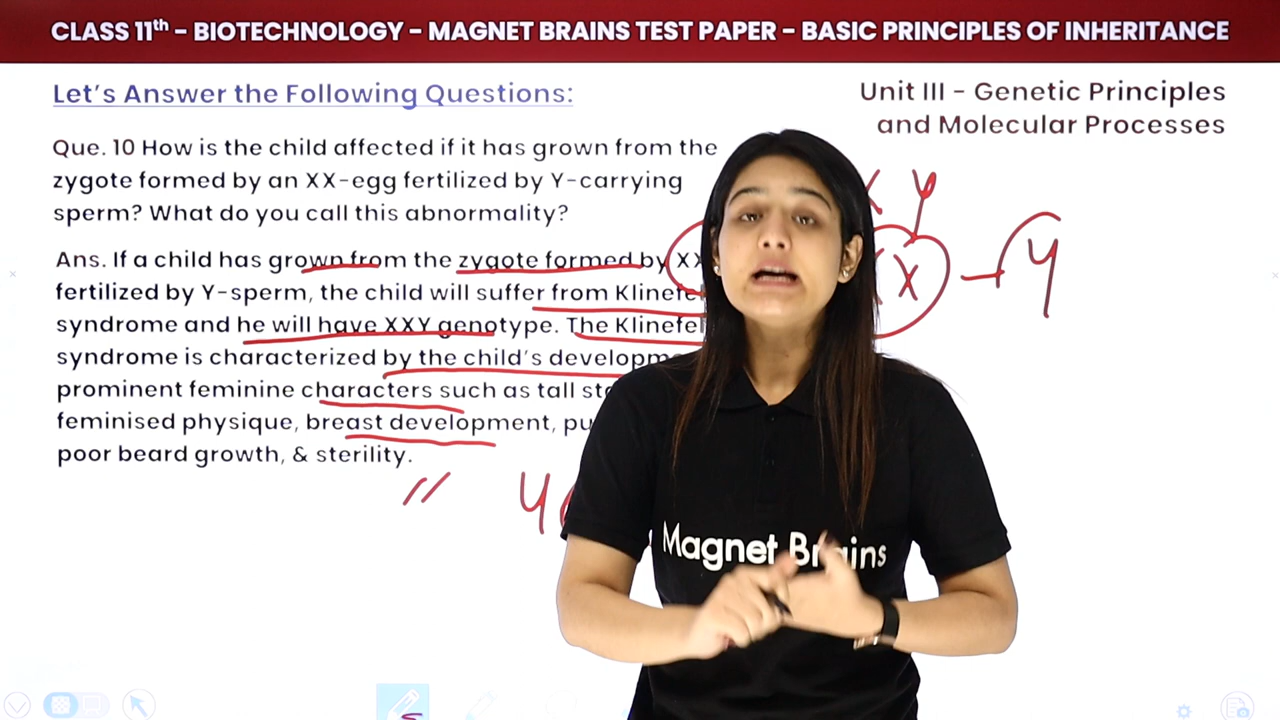 CLASS 11th - BIOTECHNOLOGY - MAGNET BRAINS TEST PAPER - BASIC PRINCIPLES OF INHERITANCE
Let's Answer the Following Questions:
Unit III - Genetic Principles
and Molecular Processes
Que. 10 How is the child affected if it has grown from the
zygote formed by an XX-egg fertilized by Y-carrying
sperm? What do you call this abnormality?
Ans. If a child has grown from the zygote formed by
fertilized by Y-sperm, the child will suffer from
syndrome and he will have XXY genotype. The
syndrome is characterized by the child's
prominent feminine characters such as tall
feminised physique, breast development,
poor beard growth, & sterility.
Y
X
Y
Magnet Brains